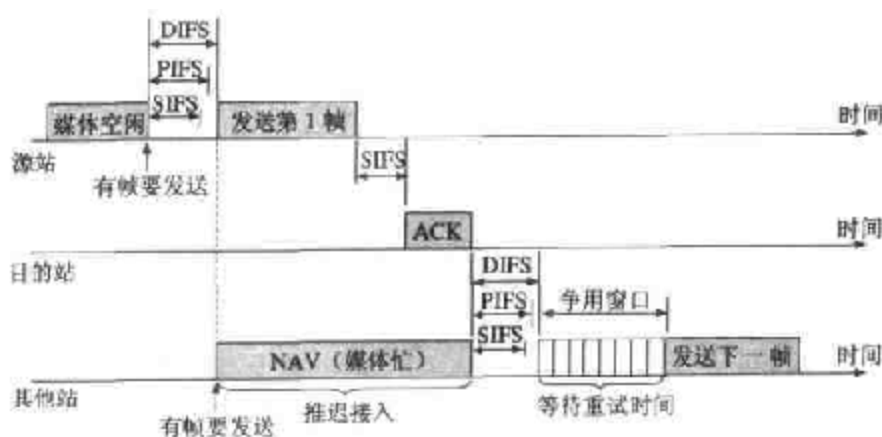 DIFS
PIFS
SIFS
媒体空闲
发送第1帧
时间
源站
有帧要发送
SIFS
ACK
时间
目的站
DIFS
PIFS
SIFS
争用窗口
NAV（媒体忙）
发送下一帧
时间
其他站
推迟接入
等待重试时间
有帧要发送